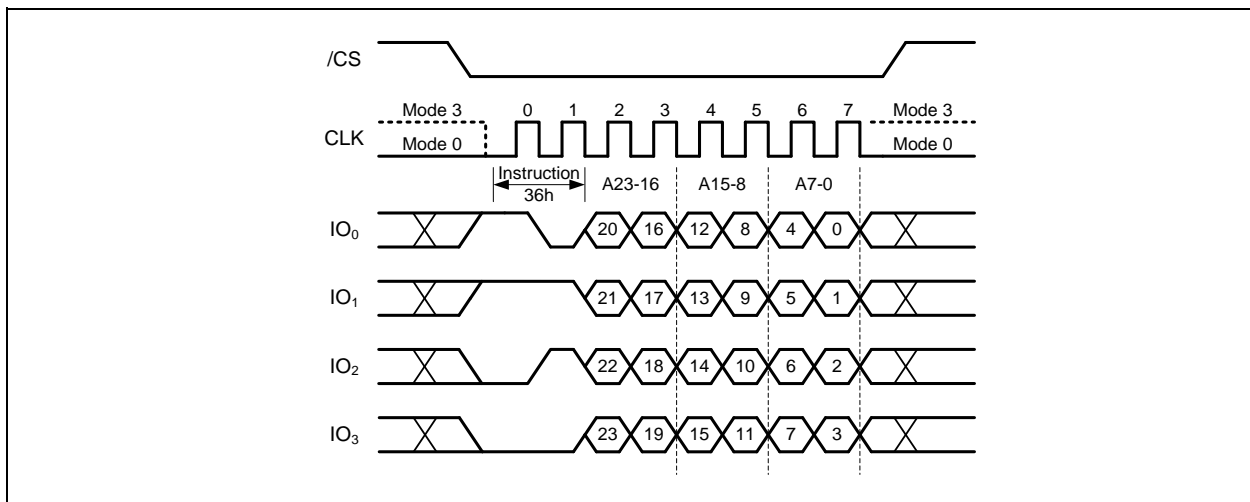 /CS
Mode 3 0 1 2 3 4 5 6 7 Mode 3
CLK
Mode 0 Mode 0
Instruction
36h
A23-16 A15-8 A7-0
IO0 20 16 12 8 4 0
IO1 21 17 13 9 5 1
IO2 22 18 14 10 6 2
IO3 23 19 15 11 7 3